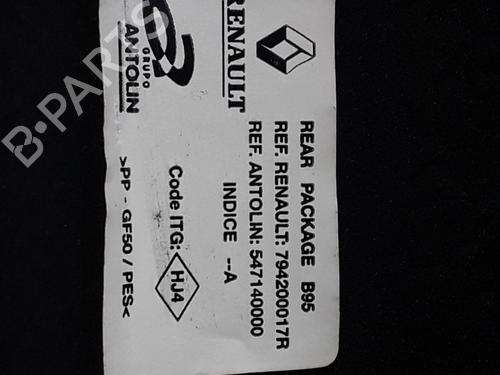 GRUPO
ANTOLIN
RENAULT
REAR PACKAGE B95
REF. RENAULT: 794200017R
REF. ANTOLIN: 547140000
INDICE --A
Code ITG: HJ4
>PP - GF50 / PES<
B-PARTS